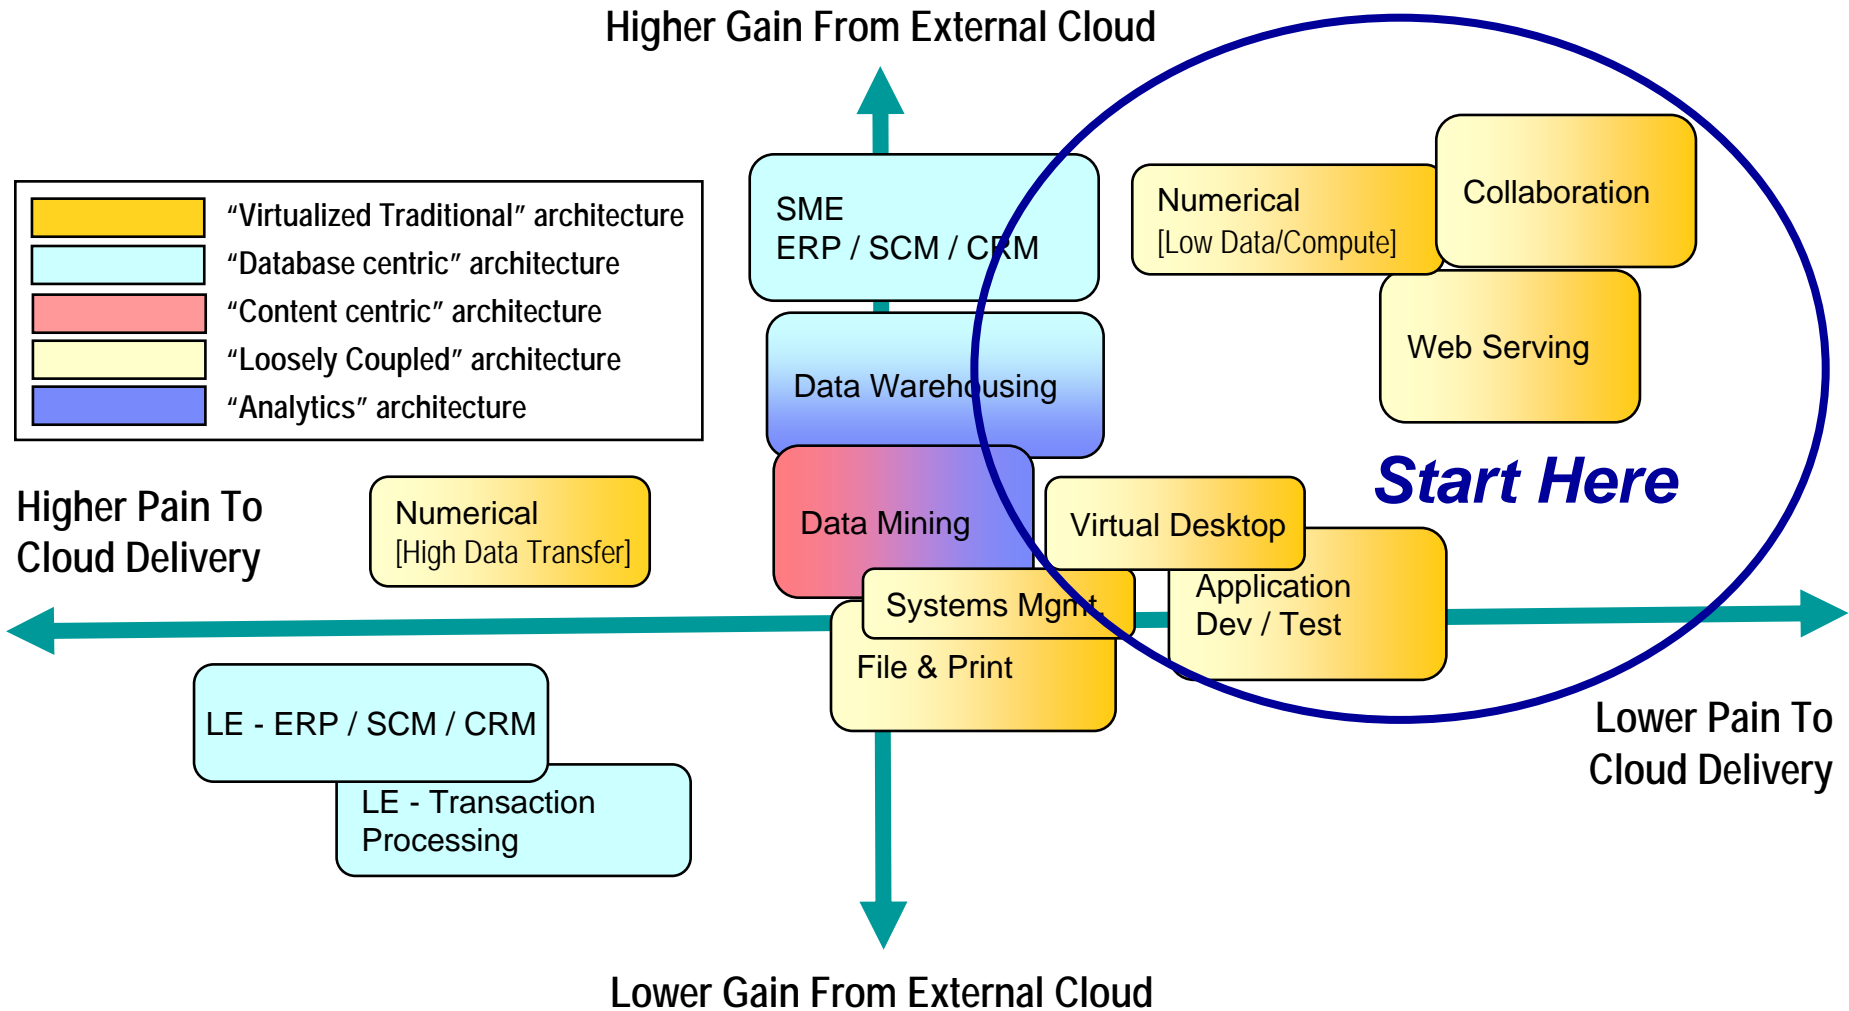 Higher Gain From External Cloud
“Virtualized Traditional” architecture
“Database centric” architecture
“Content centric” architecture
“Loosely Coupled” architecture
“Analytics” architecture
SME
ERP / SCM / CRM
Numerical
[Low Data/Compute]
Collaboration
Web Serving
Data Warehousing
Start Here
Higher Pain To
Cloud Delivery
Numerical
[High Data Transfer]
Data Mining
Virtual Desktop
Systems Mgmt.
Application
Dev / Test
File & Print
LE - ERP / SCM / CRM
LE - Transaction
Processing
Lower Pain To
Cloud Delivery
Lower Gain From External Cloud